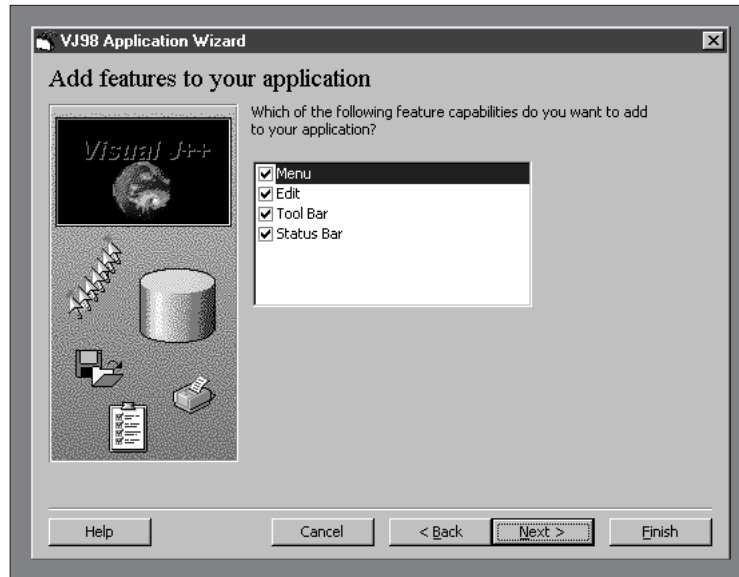 VJ98 Application Wizard
Add features to your application
Which of the following feature capabilities do you want to add
to your application?
Visual J++
Menu
Edit
Tool Bar
Status Bar
Help
Cancel
< Back
Next >
Finish